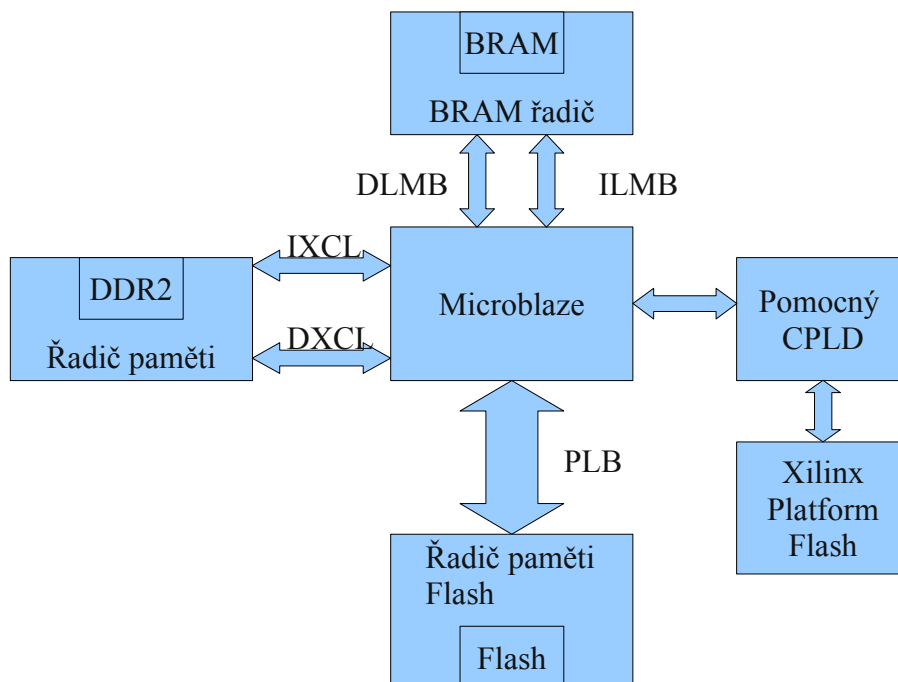 BRAM
BRAM řadič
DLMB
ILMB
IXCL
DDR2
Řadič paměti
DXCL
Microblaze
Pomocný
CPLD
PLB
Xilinx
Platform
Flash
Řadič paměti
Flash
Flash